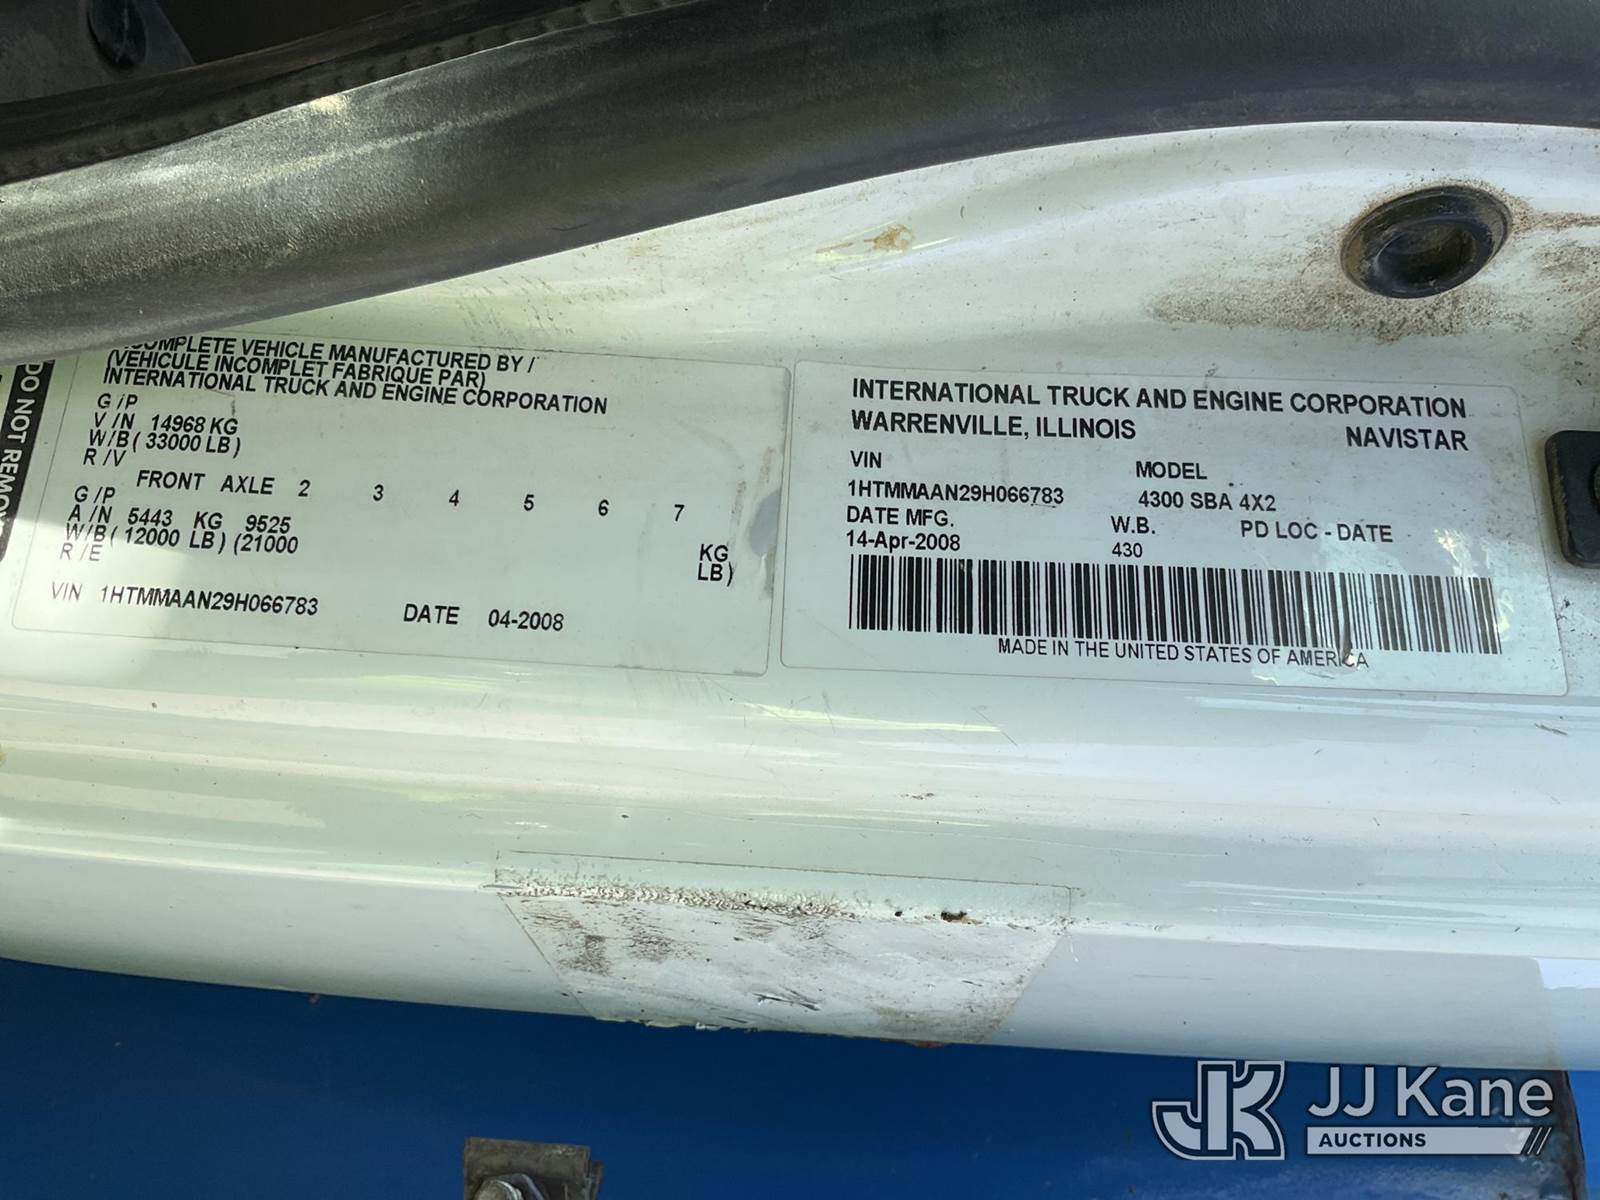 DO NOT REMOVE
COMPLETE VEHICLE MANUFACTURED BY /
(VEHICULE INCOMPLET FABRIQUE PAR)
INTERNATIONAL TRUCK AND ENGINE CORPORATION
G / P
V / N 14968 KG
W/B ( 33000 LB )
R / V
FRONT AXLE 2 3 4 5 6 7
G / P
A / N 5443 KG 9525 KG
W/B ( 12000 LB ) (21000 LB)
R / E
VIN 1HTMMAAN29H066783 DATE 04-2008
INTERNATIONAL TRUCK AND ENGINE CORPORATION
WARRENVILLE, ILLINOIS NAVISTAR
VIN MODEL
1HTMMAAN29H066783 4300 SBA 4X2
DATE MFG. W.B. PD LOC - DATE
14-Apr-2008 430
MADE IN THE UNITED STATES OF AMERICA
JK JJ Kane
AUCTIONS